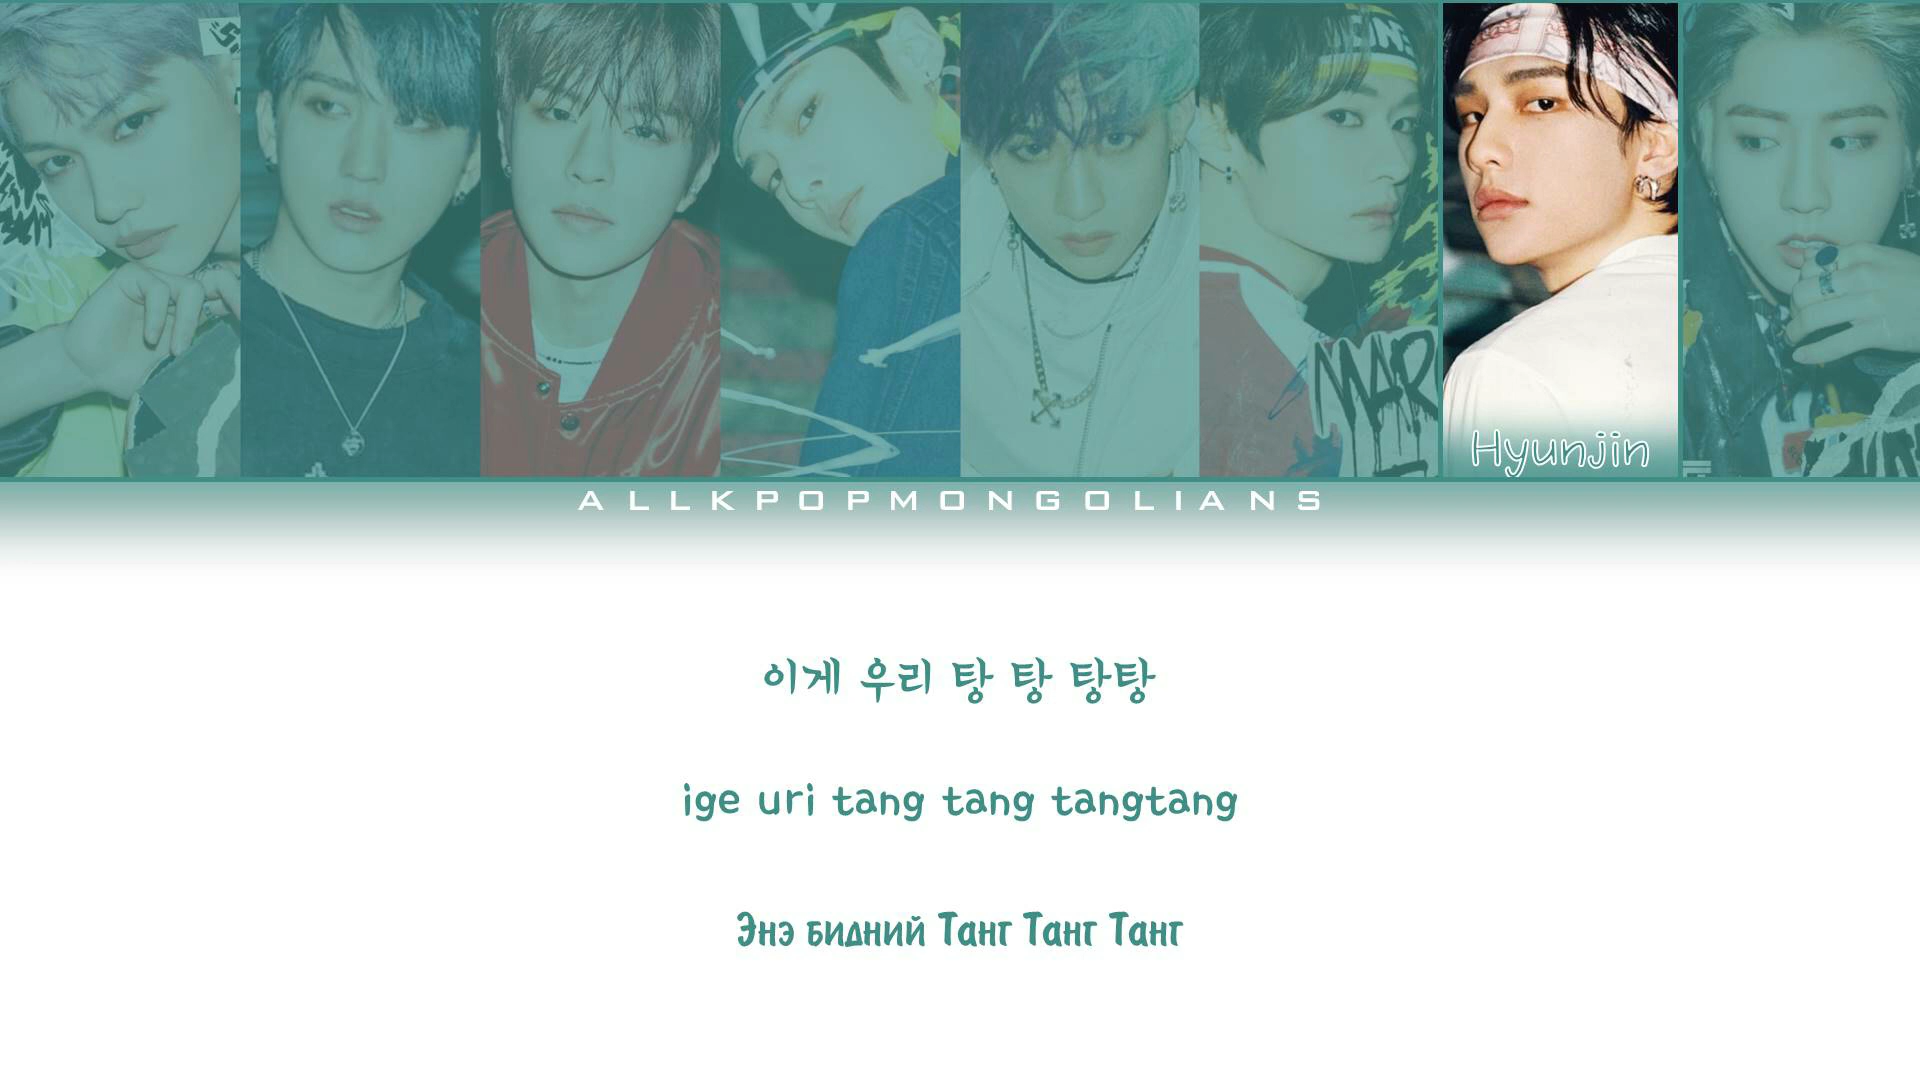 Hyunjin
ALLKPOPMONGOLIANS
이게 우리 탕 탕 탕탕
ige uri tang tang tangtang
Энэ бидний Танг Танг Танг